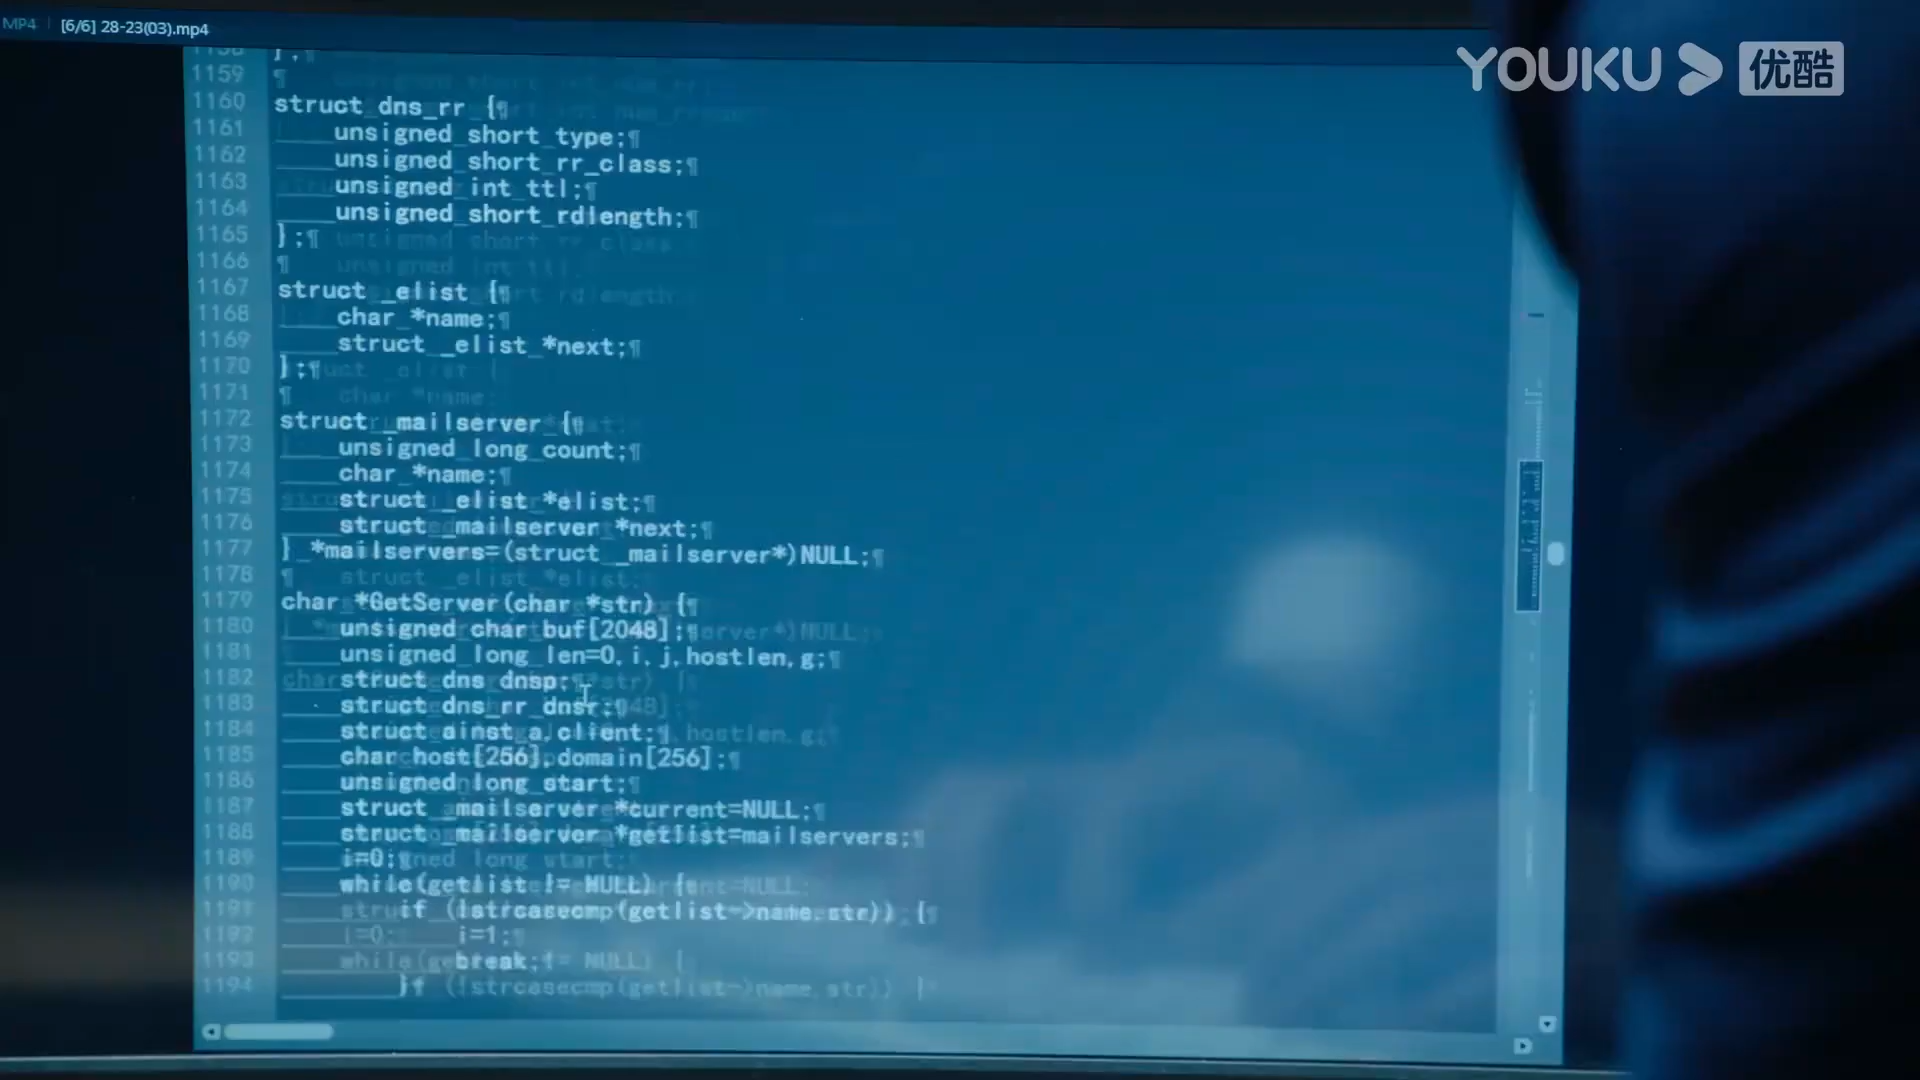 MP4 [6/6] 28-23(03).mp4
YOUKU 优酷
1158 };
1159
1160 struct dns_rr {
1161 unsigned short type;
1162 unsigned short rr_class;
1163 unsigned int ttl;
1164 unsigned short rdlength;
1165 };
1166
1167 struct _elist {
1168 char *name;
1169 struct _elist *next;
1170 };
1171
1172 struct _mailserver {
1173 unsigned long count;
1174 char *name;
1175 struct _elist *elist;
1176 struct _mailserver *next;
1177 } *mailservers=(struct _mailserver*)NULL;
1178
1179 char *GetServer(char *str) {
1180 unsigned char buf[2048];
1181 unsigned long len=0,i,j,hostlen,g;
1182 struct dns dnsp;
1183 struct dns_rr dnsr;
1184 struct ainst a,client;
1185 char host[256],domain[256];
1186 unsigned long start;
1187 struct _mailserver *current=NULL;
1188 struct _mailserver *getlist=mailservers;
1189 i=0;
1190 while(getlist != NULL) {
1191 if (!strcasecmp(getlist->name,str)) {
1192 i=1;
1193 break;
1194 }